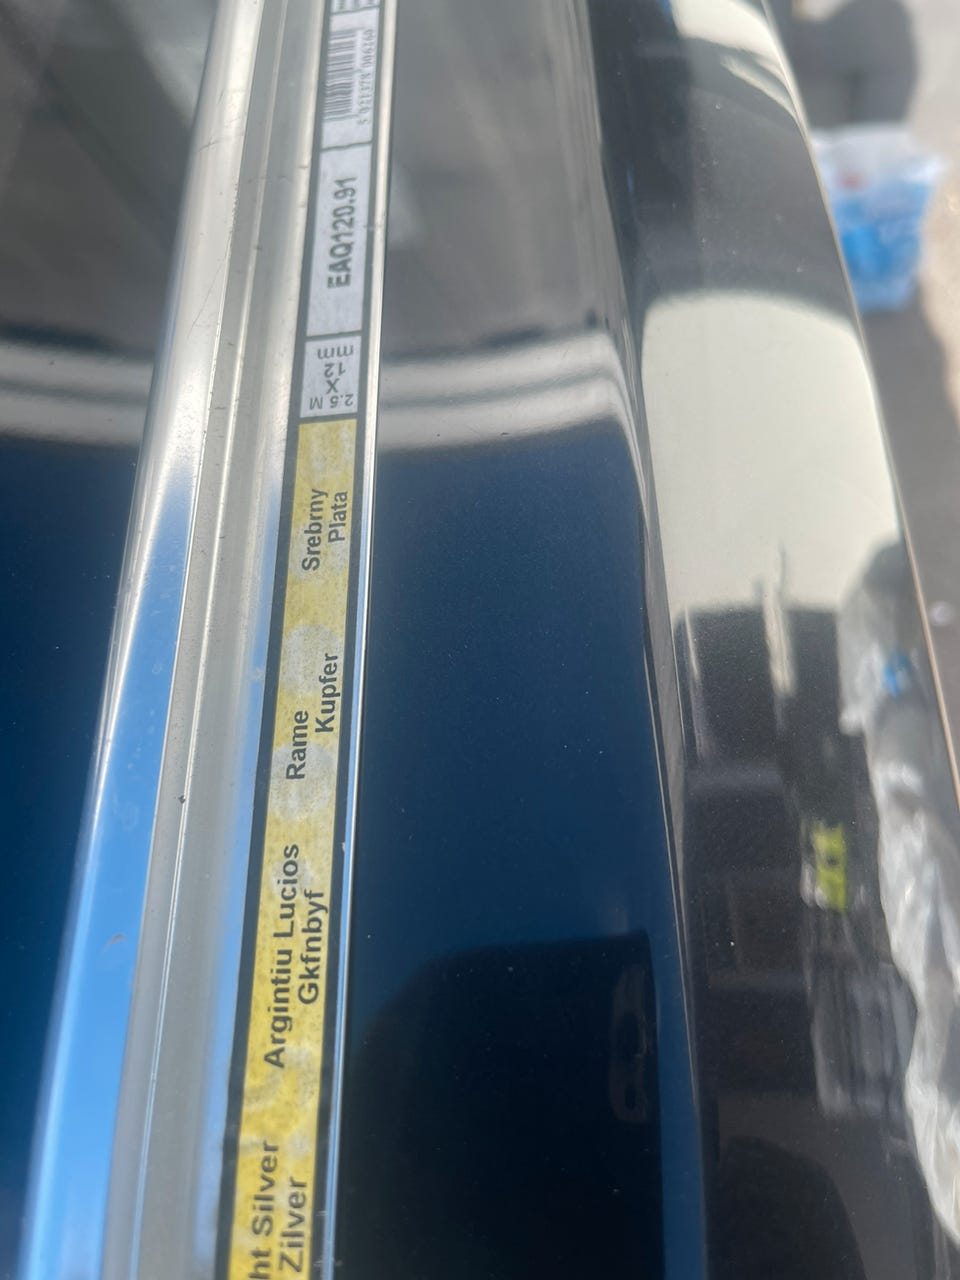 ht Silver
Zilver
Argintiu Lucios
Gkfnbyf
Rame
Kupfer
Srebrny
Plata
2.5 M
X
12
mm
EAQ120.91